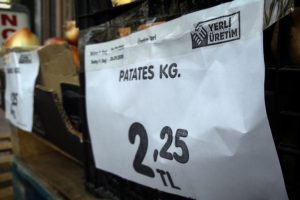 YERLİ
ÜRETİM
PATATES KG.
2,25
TL